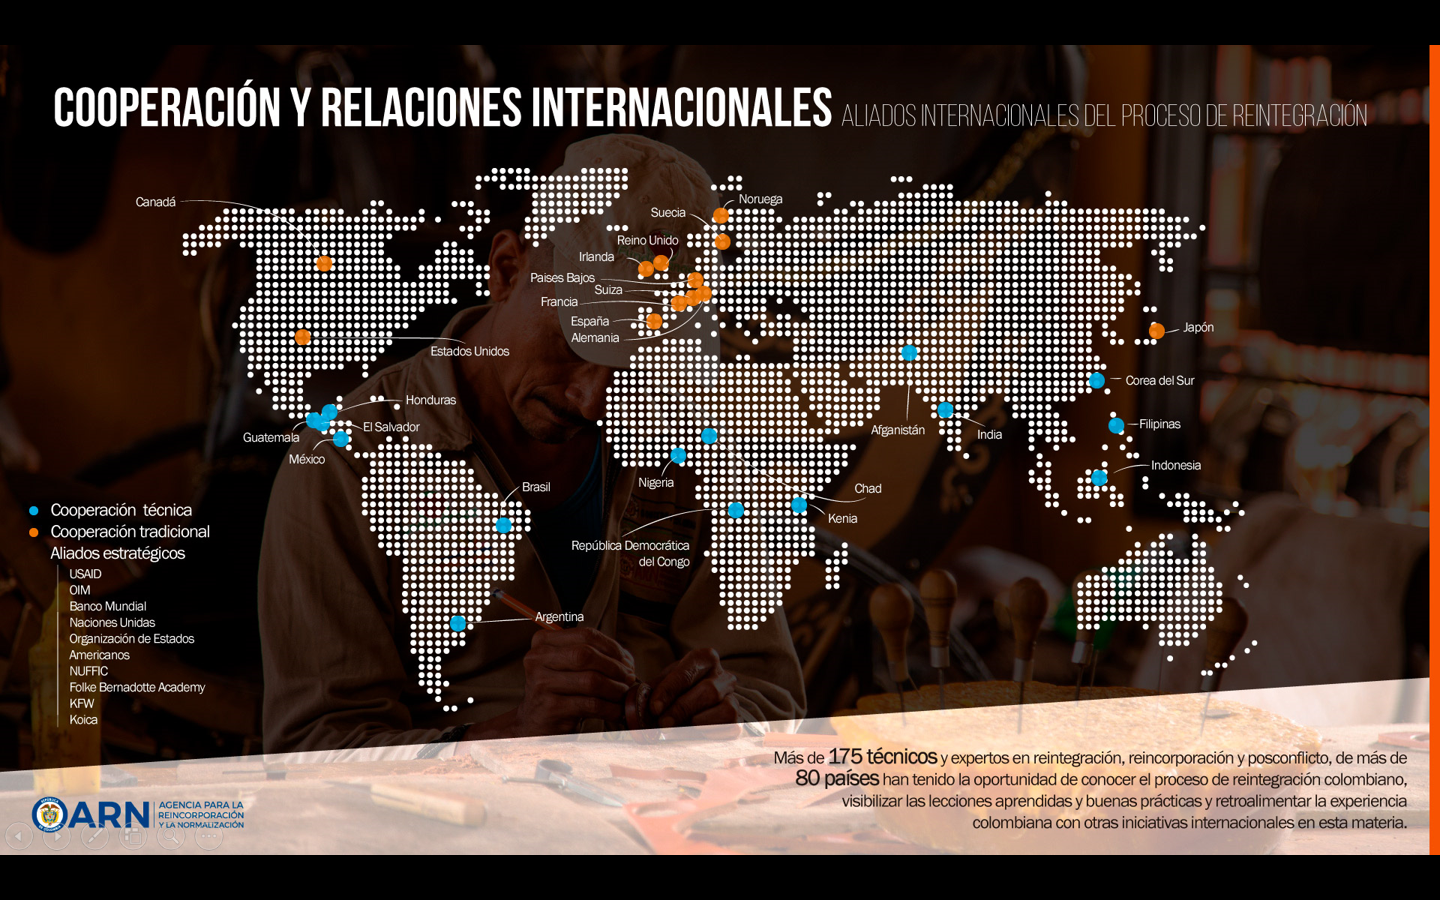 COOPERACIÓN Y RELACIONES INTERNACIONALES ALIADOS INTERNACIONALES DEL PROCESO DE REINTEGRACIÓN
Canadá
Noruega
Suecia
Reino Unido
Irlanda
Paises Bajos
Suiza
Francia
España
Alemania
Estados Unidos
Japón
Corea del Sur
Honduras
El Salvador
Guatemala
México
Afganistán
India
Filipinas
Indonesia
Nigeria
Brasil
Chad
Kenia
República Democrática
del Congo
Argentina
Cooperación técnica
Cooperación tradicional
Aliados estratégicos
USAID
OIM
Banco Mundial
Naciones Unidas
Organización de Estados
Americanos
NUFFIC
Folke Bernadotte Academy
KFW
Koica
Más de 175 técnicos y expertos en reintegración, reincorporación y posconflicto, de más de
80 países han tenido la oportunidad de conocer el proceso de reintegración colombiano,
visibilizar las lecciones aprendidas y buenas prácticas y retroalimentar la experiencia
colombiana con otras iniciativas internacionales en esta materia.
ARN
AGENCIA PARA LA
REINCORPORACIÓN
Y LA NORMALIZACIÓN